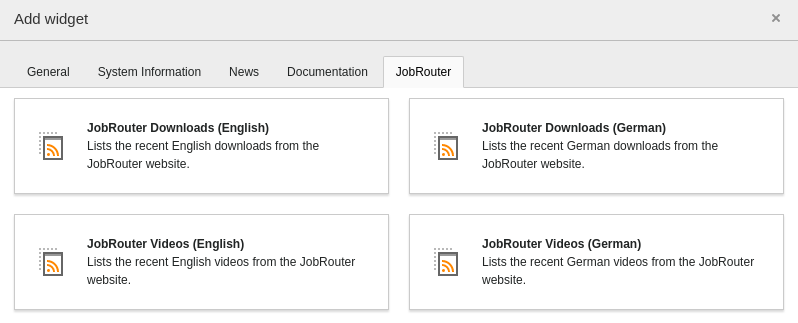 Add widget ×
General System Information News Documentation JobRouter
JobRouter Downloads (English)
Lists the recent English downloads from the
JobRouter website.
JobRouter Downloads (German)
Lists the recent German downloads from the
JobRouter website.
JobRouter Videos (English)
Lists the recent English videos from the JobRouter
website.
JobRouter Videos (German)
Lists the recent German videos from the JobRouter
website.